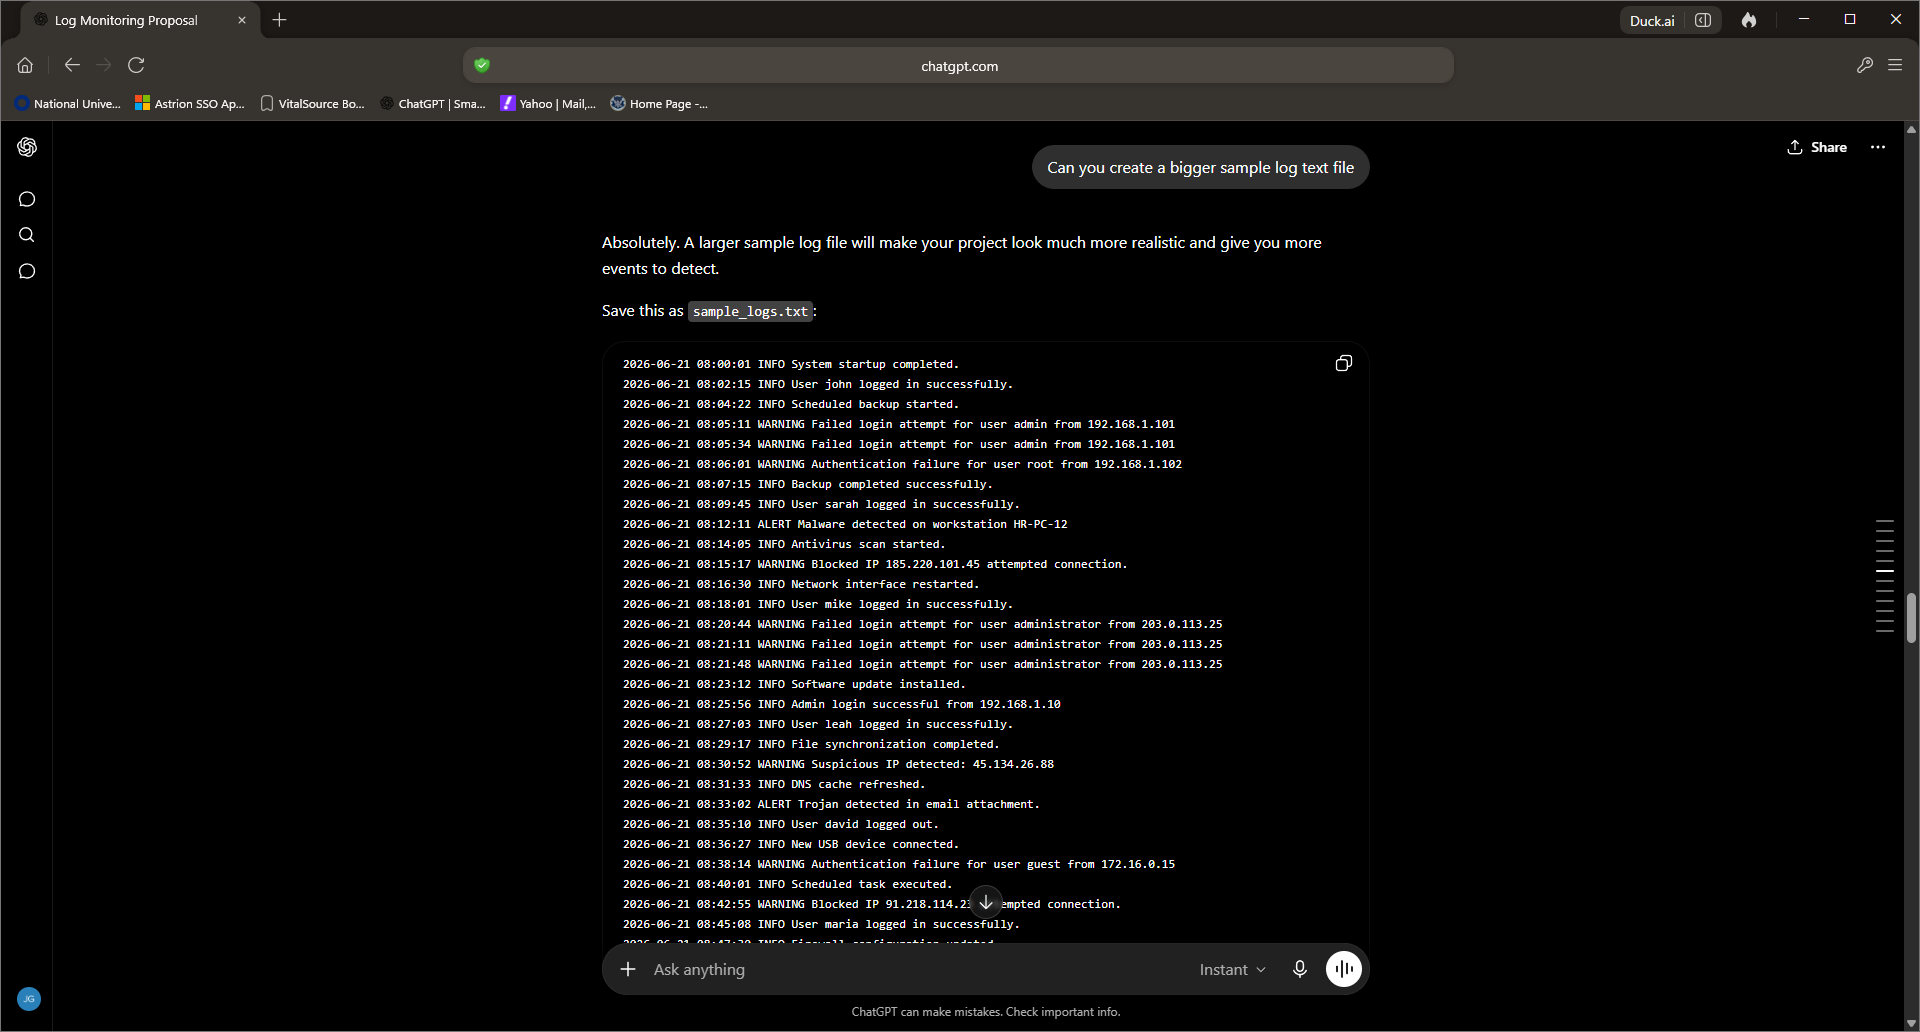 Log Monitoring Proposal
Duck.ai
chatgpt.com
National Unive...
Astrion SSO Ap...
VitalSource Bo...
ChatGPT | Sma...
Yahoo | Mail,...
Home Page -...
Share
Can you create a bigger sample log text file
Absolutely. A larger sample log file will make your project look much more realistic and give you more
events to detect.
Save this as sample_logs.txt:
2026-06-21 08:00:01 INFO System startup completed.
2026-06-21 08:02:15 INFO User john logged in successfully.
2026-06-21 08:04:22 INFO Scheduled backup started.
2026-06-21 08:05:11 WARNING Failed login attempt for user admin from 192.168.1.101
2026-06-21 08:05:34 WARNING Failed login attempt for user admin from 192.168.1.101
2026-06-21 08:06:01 WARNING Authentication failure for user root from 192.168.1.102
2026-06-21 08:07:15 INFO Backup completed successfully.
2026-06-21 08:09:45 INFO User sarah logged in successfully.
2026-06-21 08:12:11 ALERT Malware detected on workstation HR-PC-12
2026-06-21 08:14:05 INFO Antivirus scan started.
2026-06-21 08:15:17 WARNING Blocked IP 185.220.101.45 attempted connection.
2026-06-21 08:16:30 INFO Network interface restarted.
2026-06-21 08:18:01 INFO User mike logged in successfully.
2026-06-21 08:20:44 WARNING Failed login attempt for user administrator from 203.0.113.25
2026-06-21 08:21:11 WARNING Failed login attempt for user administrator from 203.0.113.25
2026-06-21 08:21:48 WARNING Failed login attempt for user administrator from 203.0.113.25
2026-06-21 08:23:12 INFO Software update installed.
2026-06-21 08:25:56 INFO Admin login successful from 192.168.1.10
2026-06-21 08:27:03 INFO User leah logged in successfully.
2026-06-21 08:29:17 INFO File synchronization completed.
2026-06-21 08:30:52 WARNING Suspicious IP detected: 45.134.26.88
2026-06-21 08:31:33 INFO DNS cache refreshed.
2026-06-21 08:33:02 ALERT Trojan detected in email attachment.
2026-06-21 08:35:10 INFO User david logged out.
2026-06-21 08:36:27 INFO New USB device connected.
2026-06-21 08:38:14 WARNING Authentication failure for user guest from 172.16.0.15
2026-06-21 08:40:01 INFO Scheduled task executed.
2026-06-21 08:42:55 WARNING Blocked IP 91.218.114.2 empted connection.
2026-06-21 08:45:08 INFO User maria logged in successfully.
Ask anything
Instant
JG
ChatGPT can make mistakes. Check important info.